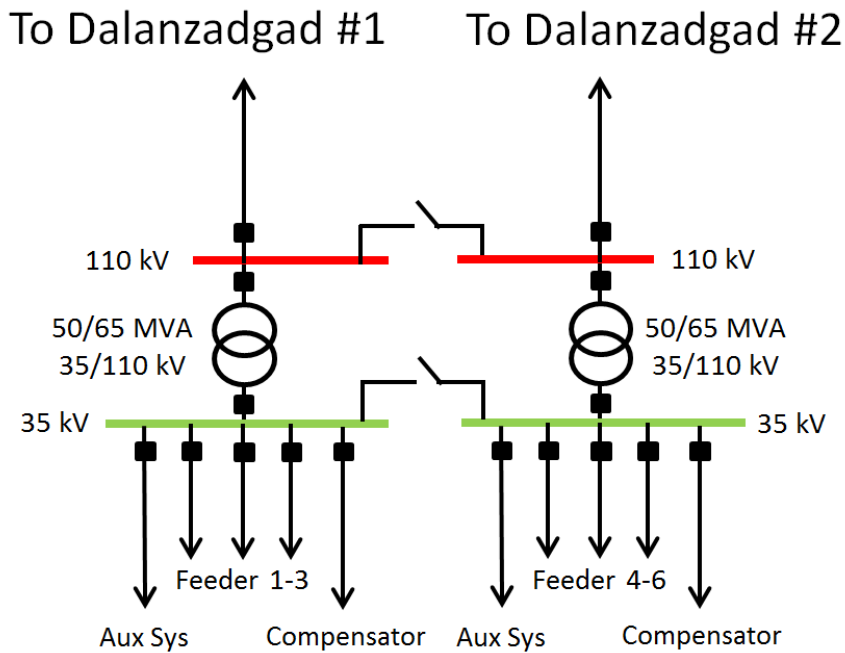 To Dalanzadgad #1
To Dalanzadgad #2
110 kV
110 kV
50/65 MVA
35/110 kV
50/65 MVA
35/110 kV
35 kV
35 kV
Feeder 1-3
Feeder 4-6
Aux Sys
Compensator
Aux Sys
Compensator